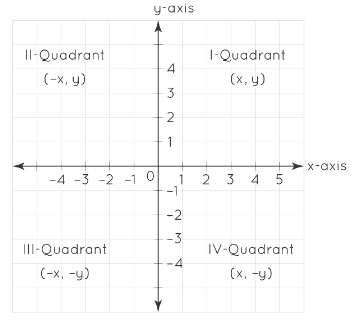 y-axis
II-Quadrant
(-x, y)
I-Quadrant
(x, y)
4
3
2
1
x-axis
-4 -3 -2 -1 0 1 2 3 4 5
-1
-2
-3
-4
III-Quadrant
(-x, -y)
IV-Quadrant
(x, -y)